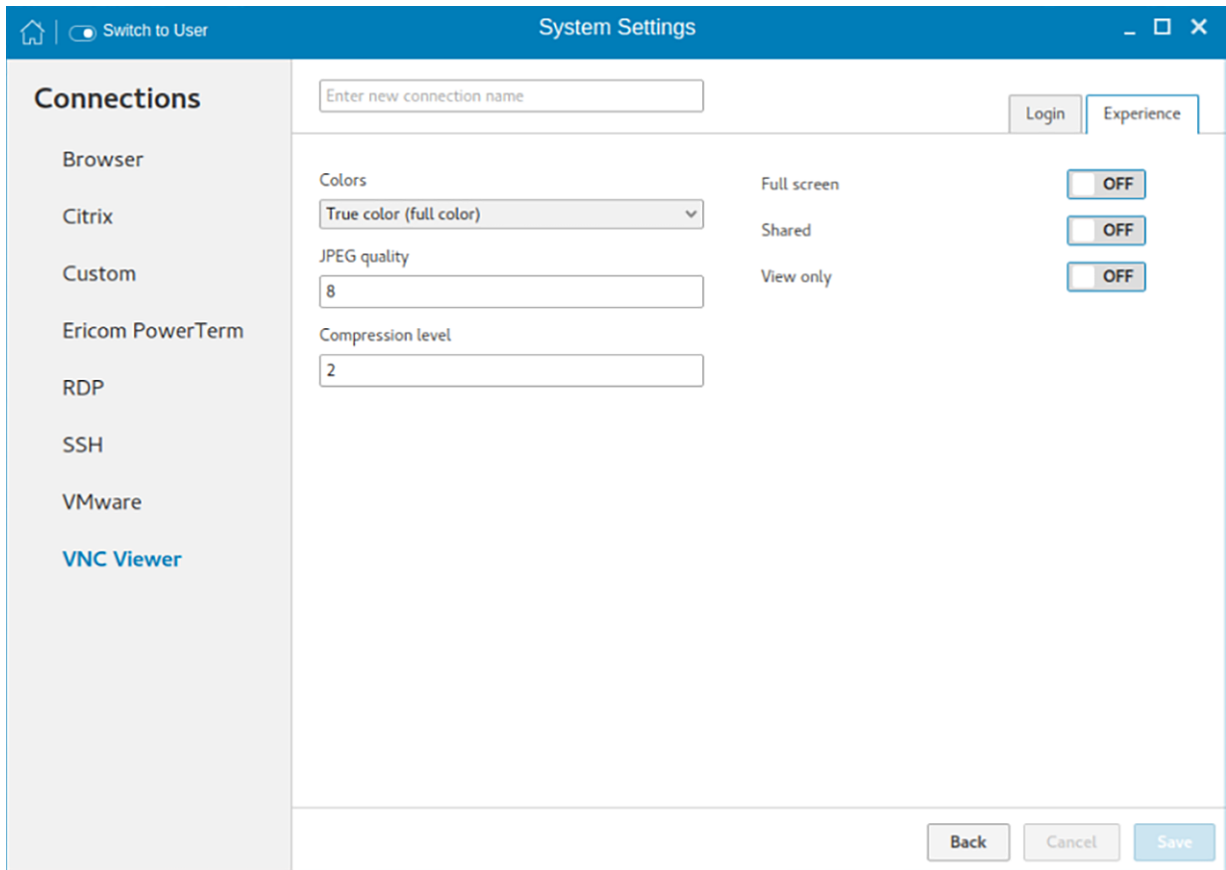 Switch to User
System Settings
Connections
Browser
Citrix
Custom
Ericom PowerTerm
RDP
SSH
VMware
VNC Viewer
Enter new connection name
Login
Experience
Colors
True color (full color)
JPEG quality
8
Compression level
2
Full screen
OFF
Shared
OFF
View only
OFF
Back
Cancel
Save